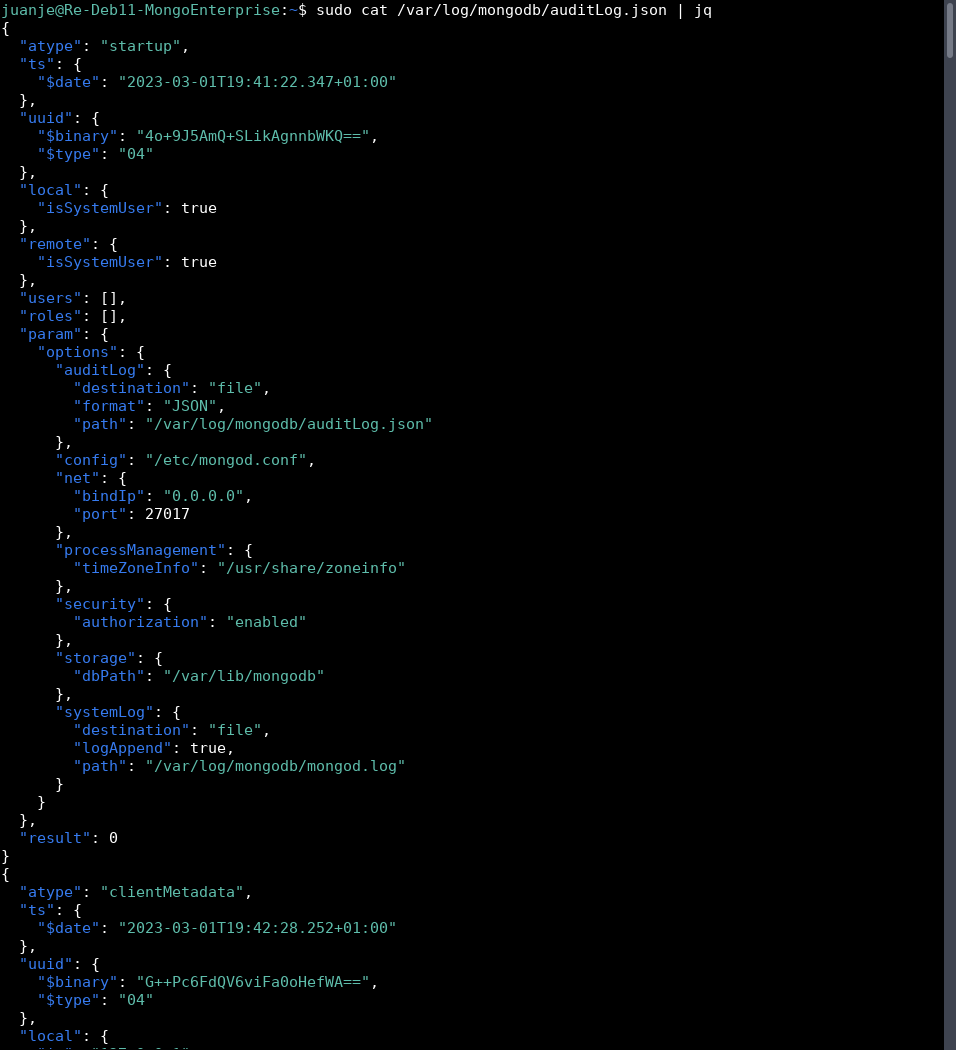 juanje@Re-Deb11-MongoEnterprise:~$ sudo cat /var/log/mongodb/auditLog.json | jq
{
  "atype": "startup",
  "ts": {
    "$date": "2023-03-01T19:41:22.347+01:00"
  },
  "uuid": {
    "$binary": "4o+9J5AmQ+SLikAgnnbWKQ==",
    "$type": "04"
  },
  "local": {
    "isSystemUser": true
  },
  "remote": {
    "isSystemUser": true
  },
  "users": [],
  "roles": [],
  "param": {
    "options": {
      "auditLog": {
        "destination": "file",
        "format": "JSON",
        "path": "/var/log/mongodb/auditLog.json"
      },
      "config": "/etc/mongod.conf",
      "net": {
        "bindIp": "0.0.0.0",
        "port": 27017
      },
      "processManagement": {
        "timeZoneInfo": "/usr/share/zoneinfo"
      },
      "security": {
        "authorization": "enabled"
      },
      "storage": {
        "dbPath": "/var/lib/mongodb"
      },
      "systemLog": {
        "destination": "file",
        "logAppend": true,
        "path": "/var/log/mongodb/mongod.log"
      }
    }
  },
  "result": 0
}
{
  "atype": "clientMetadata",
  "ts": {
    "$date": "2023-03-01T19:42:28.252+01:00"
  },
  "uuid": {
    "$binary": "G++Pc6FdQV6viFa0oHefWA==",
    "$type": "04"
  },
  "local": {